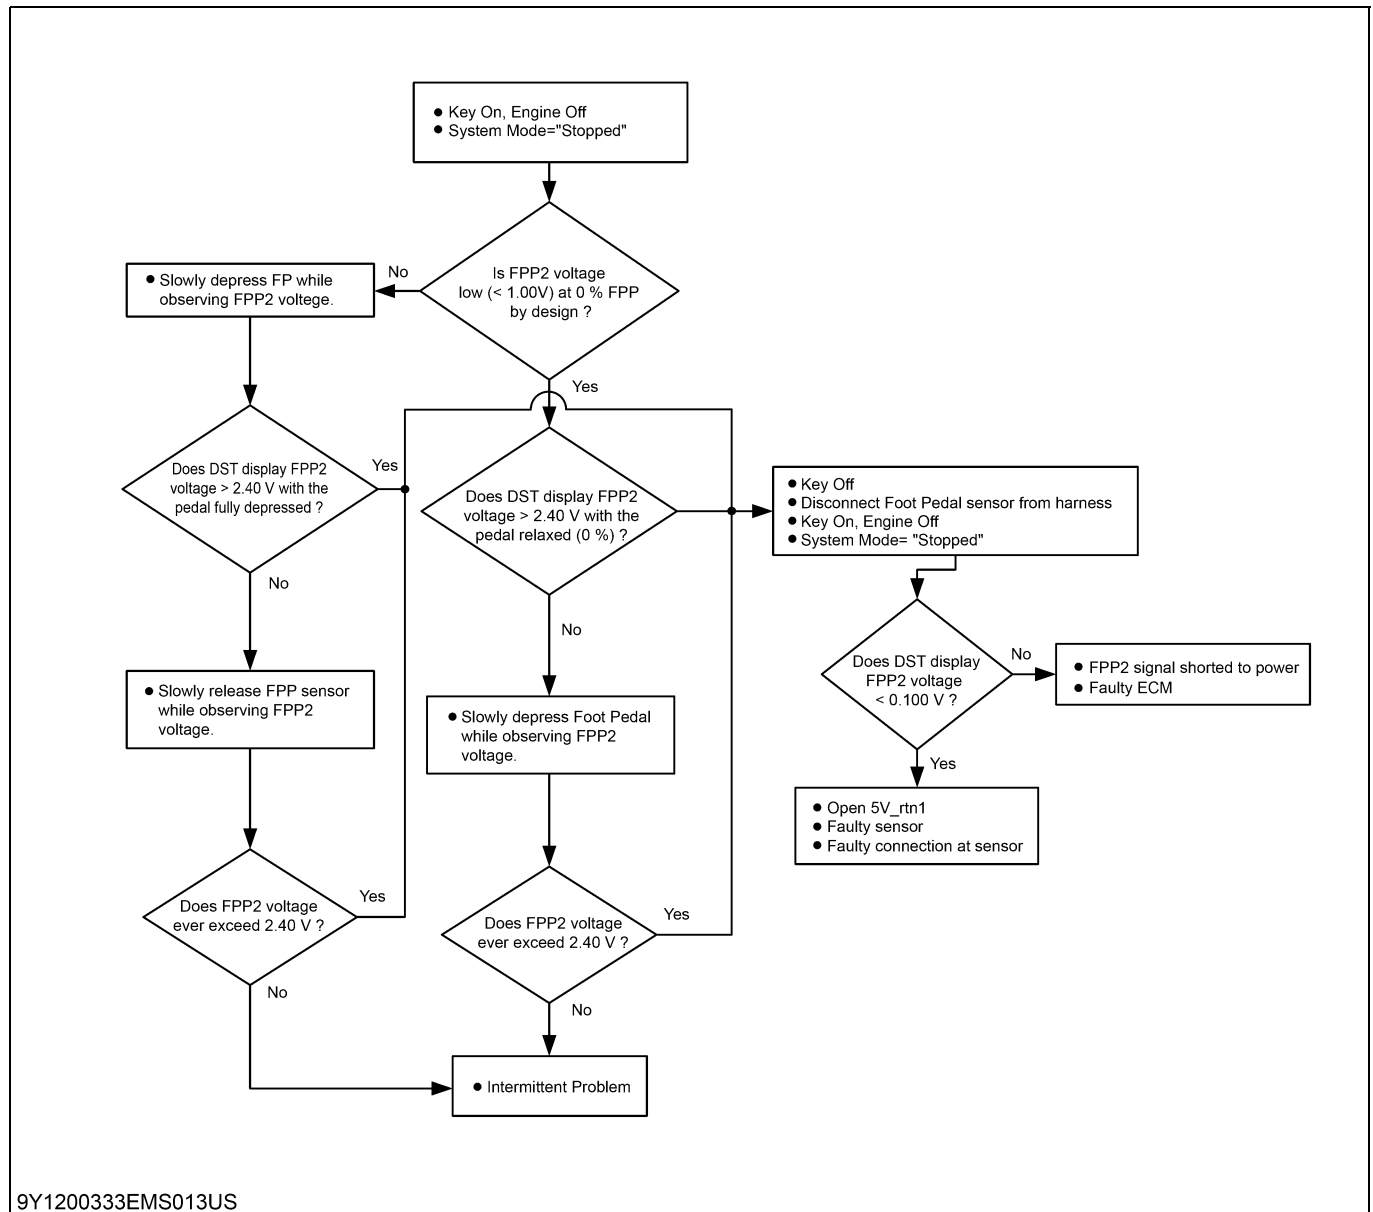 ● Key On, Engine Off
● System Mode="Stopped"
Is FPP2 voltage
low (< 1.00V) at 0 % FPP
by design ?
No
● Slowly depress FP while
observing FPP2 voltege.
Yes
Does DST display FPP2
voltage > 2.40 V with the
pedal fully depressed ?
Yes
No
Does DST display FPP2
voltage > 2.40 V with the
pedal relaxed (0 %) ?
No
● Key Off
● Disconnect Foot Pedal sensor from harness
● Key On, Engine Off
● System Mode= "Stopped"
Does DST display
FPP2 voltage
< 0.100 V ?
No
● FPP2 signal shorted to power
● Faulty ECM
Yes
● Open 5V_rtn1
● Faulty sensor
● Faulty connection at sensor
● Slowly release FPP sensor
while observing FPP2
voltage.
● Slowly depress Foot Pedal
while observing FPP2
voltage.
Does FPP2 voltage
ever exceed 2.40 V ?
Yes
No
Does FPP2 voltage
ever exceed 2.40 V ?
Yes
No
● Intermittent Problem
9Y1200333EMS013US